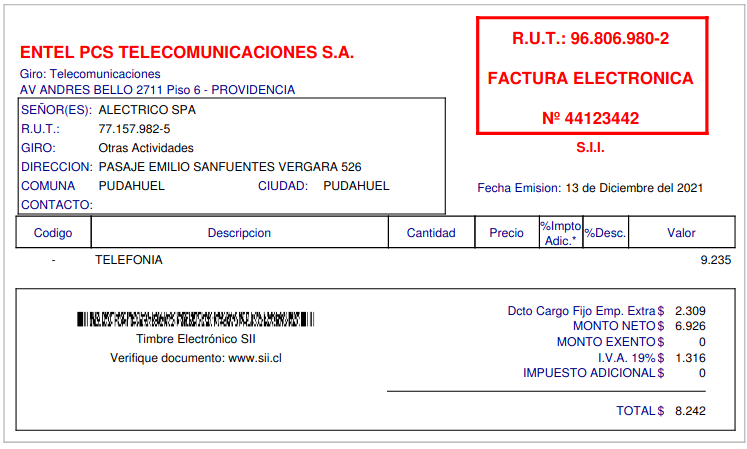 ENTEL PCS TELECOMUNICACIONES S.A.
Giro: Telecomunicaciones
AV ANDRES BELLO 2711 Piso 6 - PROVIDENCIA
R.U.T.: 96.806.980-2
FACTURA ELECTRONICA
Nº 44123442
S.I.I.
SEÑOR(ES): ALECTRICO SPA
R.U.T.: 77.157.982-5
GIRO: Otras Actividades
DIRECCION: PASAJE EMILIO SANFUENTES VERGARA 526
COMUNA PUDAHUEL CIUDAD: PUDAHUEL
CONTACTO:
Fecha Emision: 13 de Diciembre del 2021
Codigo Descripcion Cantidad Precio %Impto Adic.* %Desc. Valor
- TELEFONIA 9.235
Timbre Electrónico SII
Verifique documento: www.sii.cl
Dcto Cargo Fijo Emp. Extra $ 2.309
MONTO NETO $ 6.926
MONTO EXENTO $ 0
I.V.A. 19% $ 1.316
IMPUESTO ADICIONAL $ 0
TOTAL $ 8.242